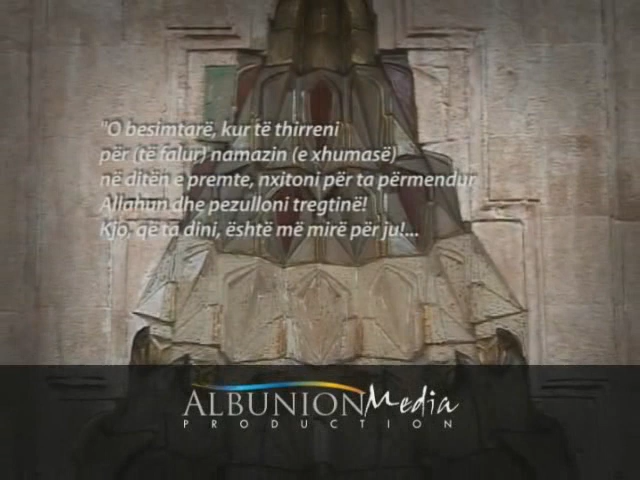 "O besimtarë, kur të thirreni
për (të falur) namazin (e xhumasë)
në ditën e premte, nxitoni për ta përmendur
Allahun dhe pezulloni tregtinë!
Kjo, që ta dini, është më mirë për ju!...
ALBUNION Media
PRODUCTION